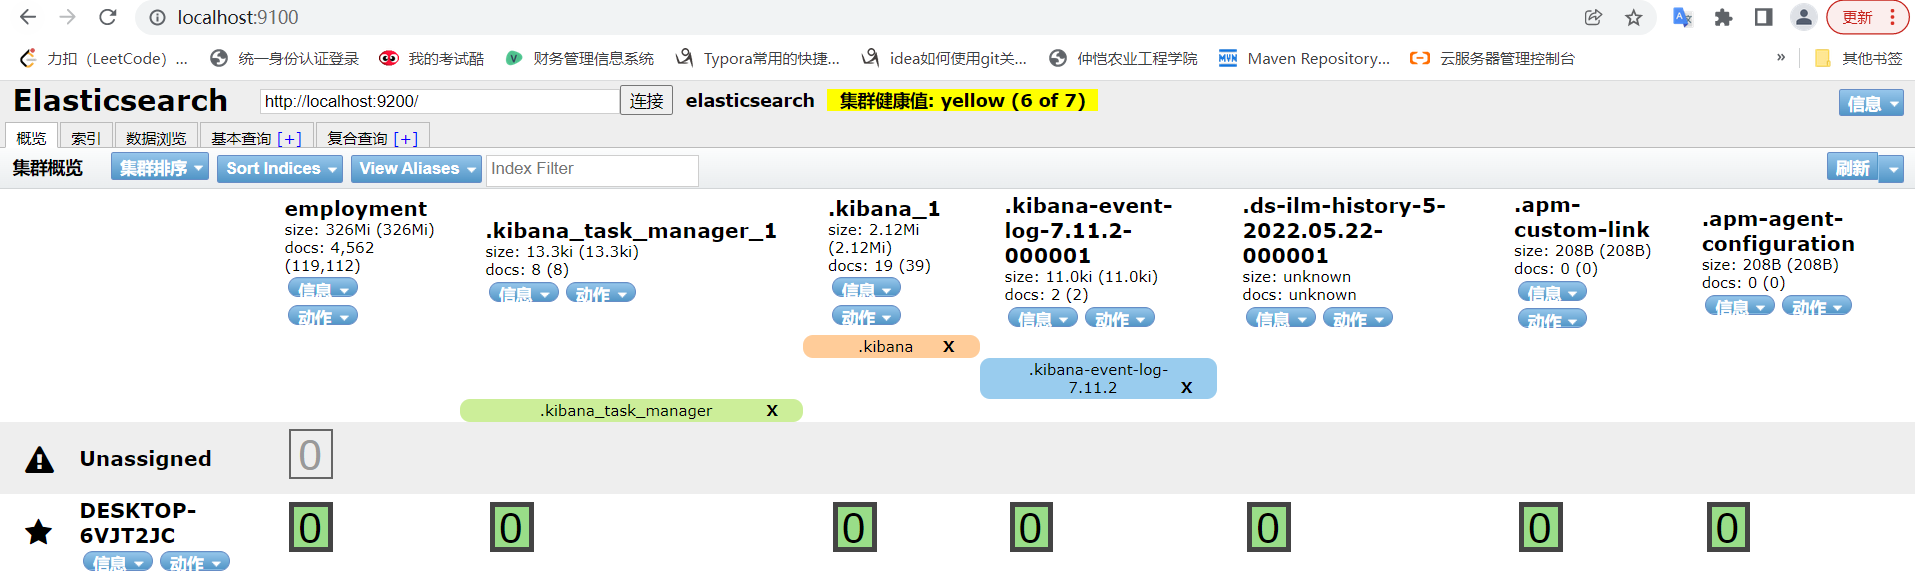 localhost:9100
更新
力扣 (LeetCode) ...
统一身份认证登录
我的考试酷
财务管理信息系统
Typora常用的快捷...
idea如何使用git关...
仲恺农业工程学院
MVN
Maven Repository...
云服务器管理控制台
»
其他书签
Elasticsearch
http://localhost:9200/
连接
elasticsearch
集群健康值: yellow (6 of 7)
信息
概览
索引
数据浏览
基本查询 [+]
复合查询 [+]
集群概览
集群排序
Sort Indices
View Aliases
Index Filter
刷新
employment
size: 326Mi (326Mi)
docs: 4,562
(119,112)
信息
动作
.kibana_task_manager_1
size: 13.3ki (13.3ki)
docs: 8 (8)
信息 动作
.kibana_1
size: 2.12Mi
(2.12Mi)
docs: 19 (39)
信息
动作
.kibana-event-
log-7.11.2-
000001
size: 11.0ki (11.0ki)
docs: 2 (2)
信息 动作
.ds-ilm-history-5-
2022.05.22-
000001
size: unknown
docs: unknown
信息 动作
.apm-
custom-link
size: 208B (208B)
docs: 0 (0)
信息
动作
.apm-agent-
configuration
size: 208B (208B)
docs: 0 (0)
信息 动作
.kibana X
.kibana-event-log-
7.11.2 X
.kibana_task_manager X
Unassigned
0
DESKTOP-
6VJT2JC
信息 动作
0 0 0 0 0 0 0